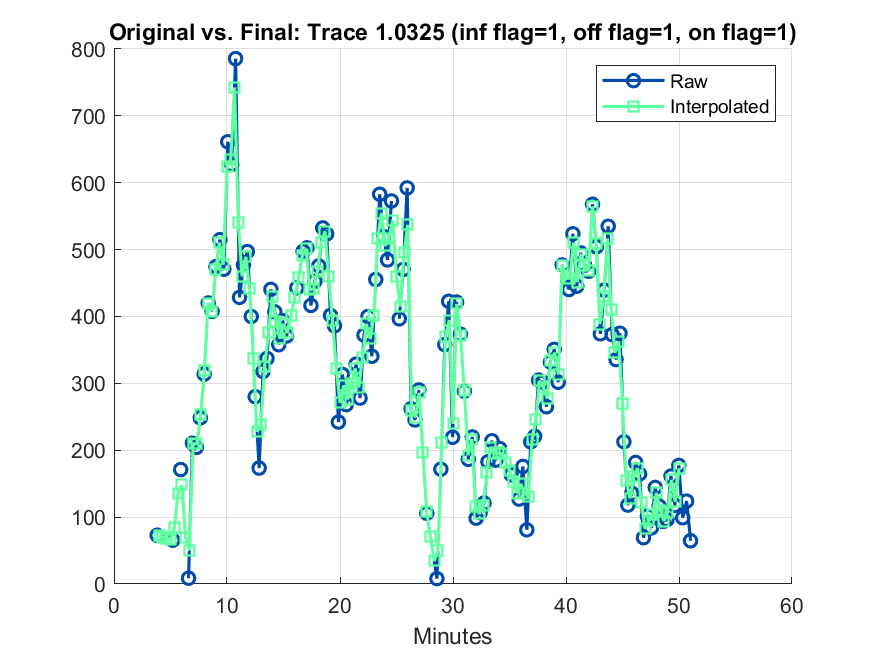 Original vs. Final: Trace 1.0325 (inf flag=1, off flag=1, on flag=1)
800
700
600
500
400
300
200
100
0
Raw
Interpolated
0 10 20 30 40 50 60
Minutes